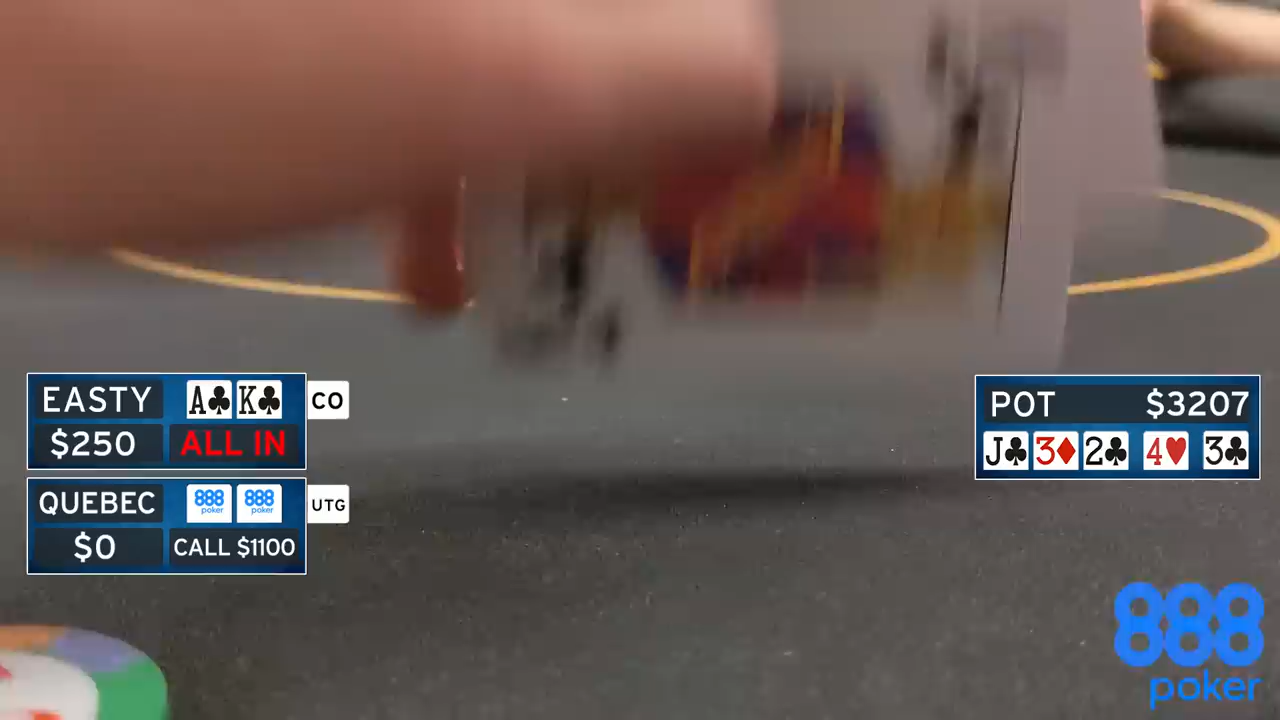 EASTY A♣ K♣ CO
$250 ALL IN
QUEBEC 888 poker 888 poker UTG
$0 CALL $1100
POT $3207
J♣ 3♦ 2♣ 4♥ 3♣
888
poker